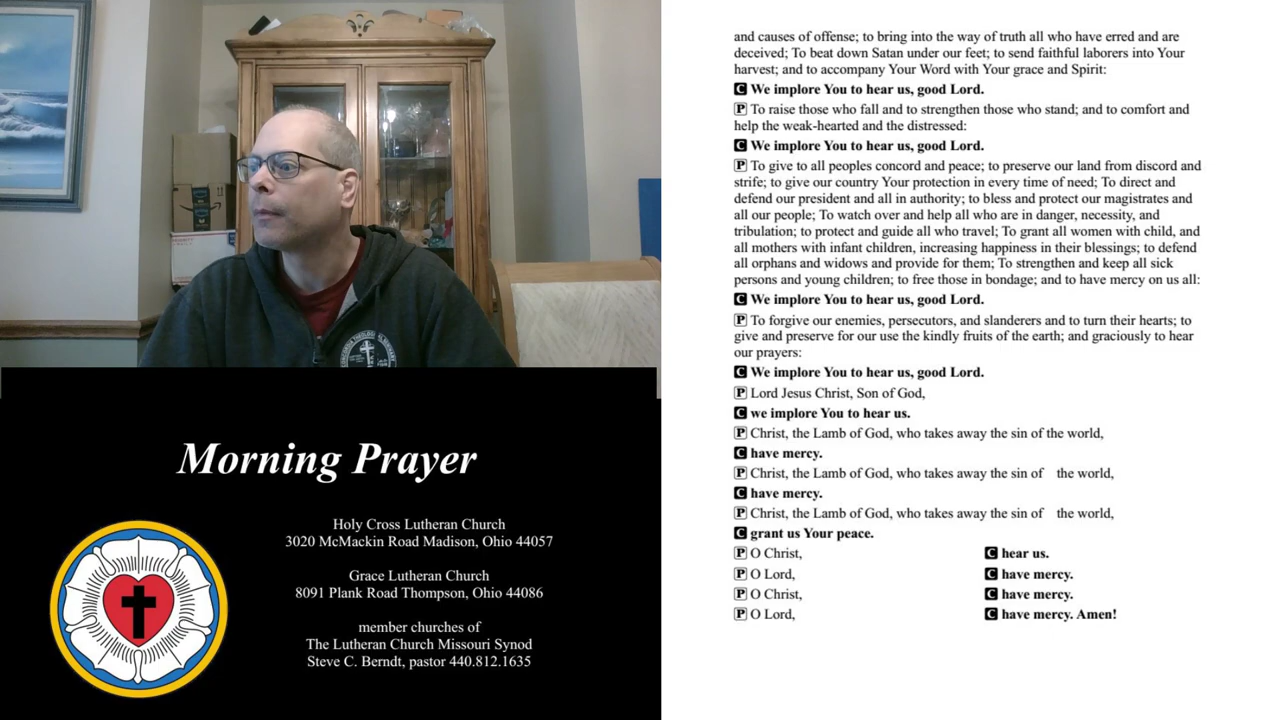 Morning Prayer
Holy Cross Lutheran Church
3020 McMackin Road Madison, Ohio 44057
Grace Lutheran Church
8091 Plank Road Thompson, Ohio 44086
member churches of
The Lutheran Church Missouri Synod
Steve C. Berndt, pastor 440.812.1635
and causes of offense; to bring into the way of truth all who have erred and are
deceived; To beat down Satan under our feet; to send faithful laborers into Your
harvest; and to accompany Your Word with Your grace and Spirit:
C We implore You to hear us, good Lord.
P To raise those who fall and to strengthen those who stand; and to comfort and
help the weak-hearted and the distressed:
C We implore You to hear us, good Lord.
P To give to all peoples concord and peace; to preserve our land from discord and
strife; to give our country Your protection in every time of need; To direct and
defend our president and all in authority; to bless and protect our magistrates and
all our people; To watch over and help all who are in danger, necessity, and
tribulation; to protect and guide all who travel; To grant all women with child, and
all mothers with infant children, increasing happiness in their blessings; to defend
all orphans and widows and provide for them; To strengthen and keep all sick
persons and young children; to free those in bondage; and to have mercy on us all:
C We implore You to hear us, good Lord.
P To forgive our enemies, persecutors, and slanderers and to turn their hearts; to
give and preserve for our use the kindly fruits of the earth; and graciously to hear
our prayers:
C We implore You to hear us, good Lord.
P Lord Jesus Christ, Son of God,
C we implore You to hear us.
P Christ, the Lamb of God, who takes away the sin of the world,
C have mercy.
P Christ, the Lamb of God, who takes away the sin of the world,
C have mercy.
P Christ, the Lamb of God, who takes away the sin of the world,
C grant us Your peace.
P O Christ, C hear us.
P O Lord, C have mercy.
P O Christ, C have mercy.
P O Lord, C have mercy. Amen!